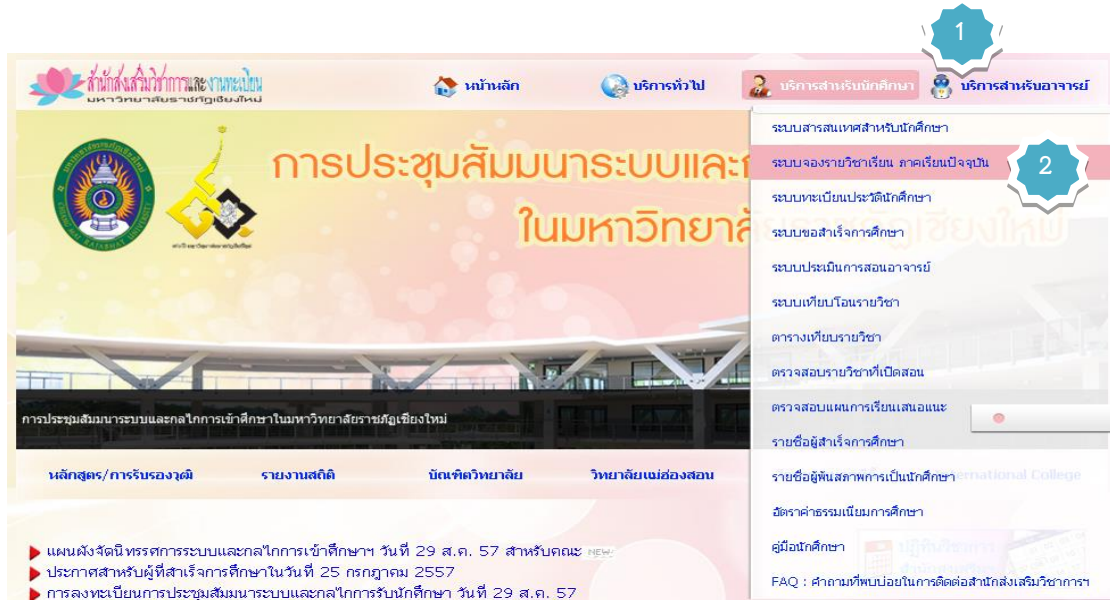 1
สำนักส่งเสริมวิชาการและงานทะเบียน
มหาวิทยาลัยราชภัฏเชียงใหม่
หน้าหลัก
บริการทั่วไป
บริการสำหรับนักศึกษา
บริการสำหรับอาจารย์
ระบบสารสนเทศสำหรับนักศึกษา
ระบบจองรายวิชาเรียน ภาคเรียนปัจจุบัน
2
ระบบทะเบียนประวัตินักศึกษา
ระบบขอสำเร็จการศึกษา
ระบบประเมินการสอนอาจารย์
ระบบเทียบโอนรายวิชา
ตารางเทียบรายวิชา
ตรวจสอบรายวิชาที่เปิดสอน
ตรวจสอบแผนการเรียนเสนอแนะ
รายชื่อผู้สำเร็จการศึกษา
รายชื่อผู้พ้นสภาพการเป็นนักศึกษา
อัตราค่าธรรมเนียมการศึกษา
คู่มือนักศึกษา
FAQ : คำถามที่พบบ่อยในการติดต่อสำนักส่งเสริมวิชาการฯ
การประชุมสัมมนาระบบและก
ในมหาวิทยาลัยราชภัฏเชียงใหม่
CHIANG MAI RAJABHAT UNIVERSITY
การประชุมสัมมนาระบบและกลไกการเข้าศึกษาในมหาวิทยาลัยราชภัฏเชียงใหม่
หลักสูตร/การรับรองวุฒิ
รายงานสถิติ
บัณฑิตวิทยาลัย
วิทยาลัยแม่ฮ่องสอน
International College
แผนผังจัดนิทรรศการระบบและกลไกการเข้าศึกษาฯ วันที่ 29 ส.ค. 57 สำหรับคณะ NEW
ประกาศสำหรับผู้ที่สำเร็จการศึกษาในวันที่ 25 กรกฎาคม 2557
การลงทะเบียนการประชุมสัมมนาระบบและกลไกการรับนักศึกษา วันที่ 29 ส.ค. 57
ปฏิทินวิชาการ